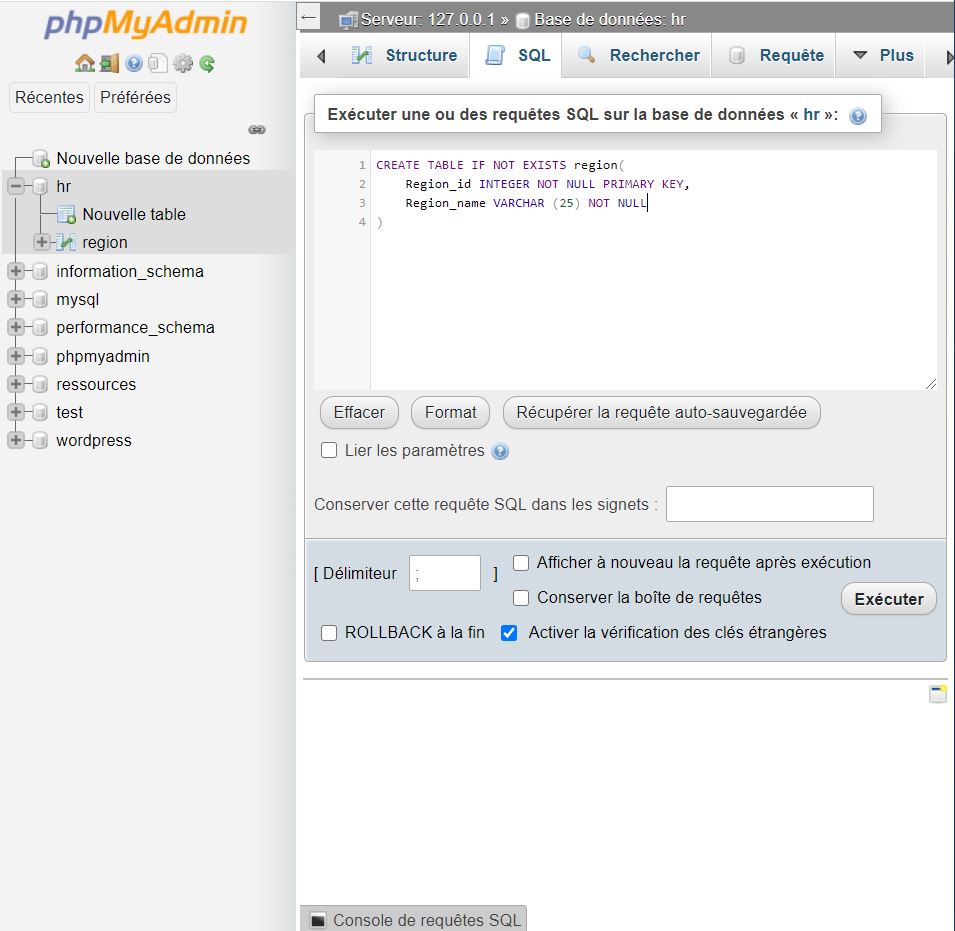 phpMyAdmin
Récentes Préférées
Nouvelle base de données
hr
Nouvelle table
region
information_schema
mysql
performance_schema
phpmyadmin
ressources
test
wordpress
Serveur: 127.0.0.1 » Base de données: hr
Structure SQL Rechercher Requête Plus
Exécuter une ou des requêtes SQL sur la base de données « hr »:
1 CREATE TABLE IF NOT EXISTS region(
2 Region_id INTEGER NOT NULL PRIMARY KEY,
3 Region_name VARCHAR (25) NOT NULL
4 )
Effacer Format Récupérer la requête auto-sauvegardée
Lier les paramètres
Conserver cette requête SQL dans les signets :
[ Délimiteur ; ] Afficher à nouveau la requête après exécution
Conserver la boîte de requêtes
Exécuter
ROLLBACK à la fin Activer la vérification des clés étrangères
Console de requêtes SQL